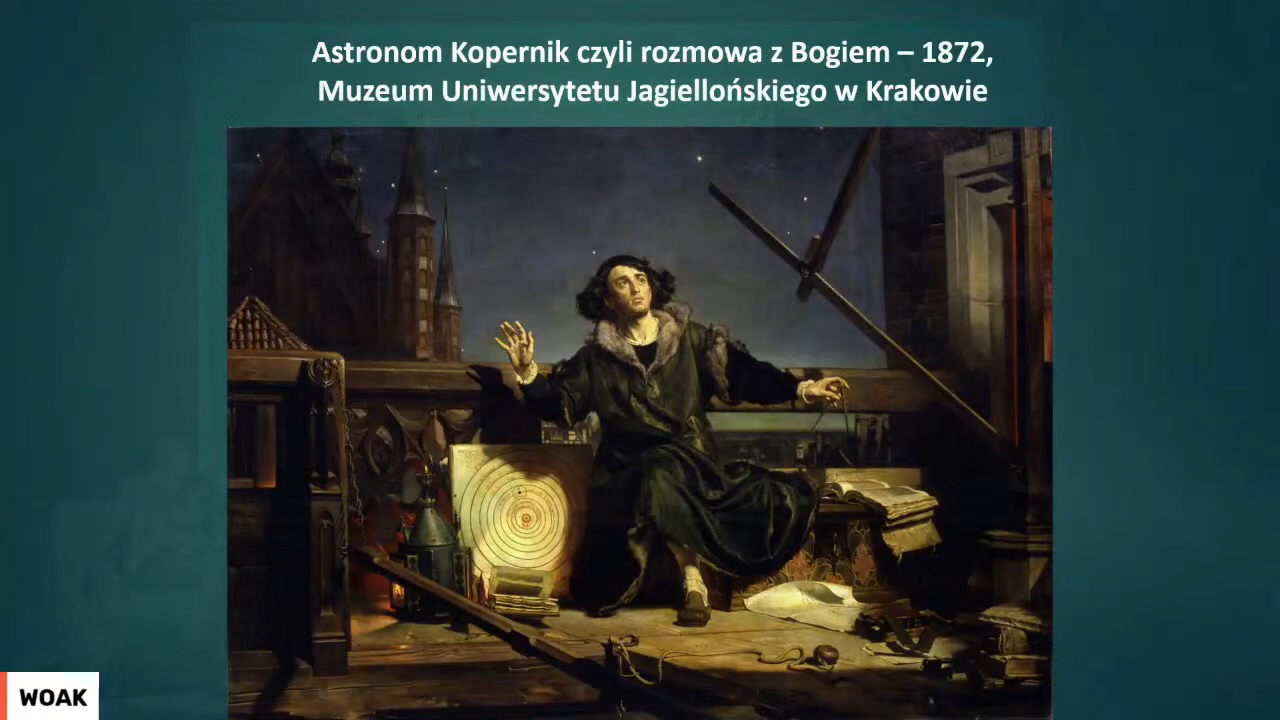 Astronom Kopernik czyli rozmowa z Bogiem – 1872,
Muzeum Uniwersytetu Jagiellońskiego w Krakowie
WOAK